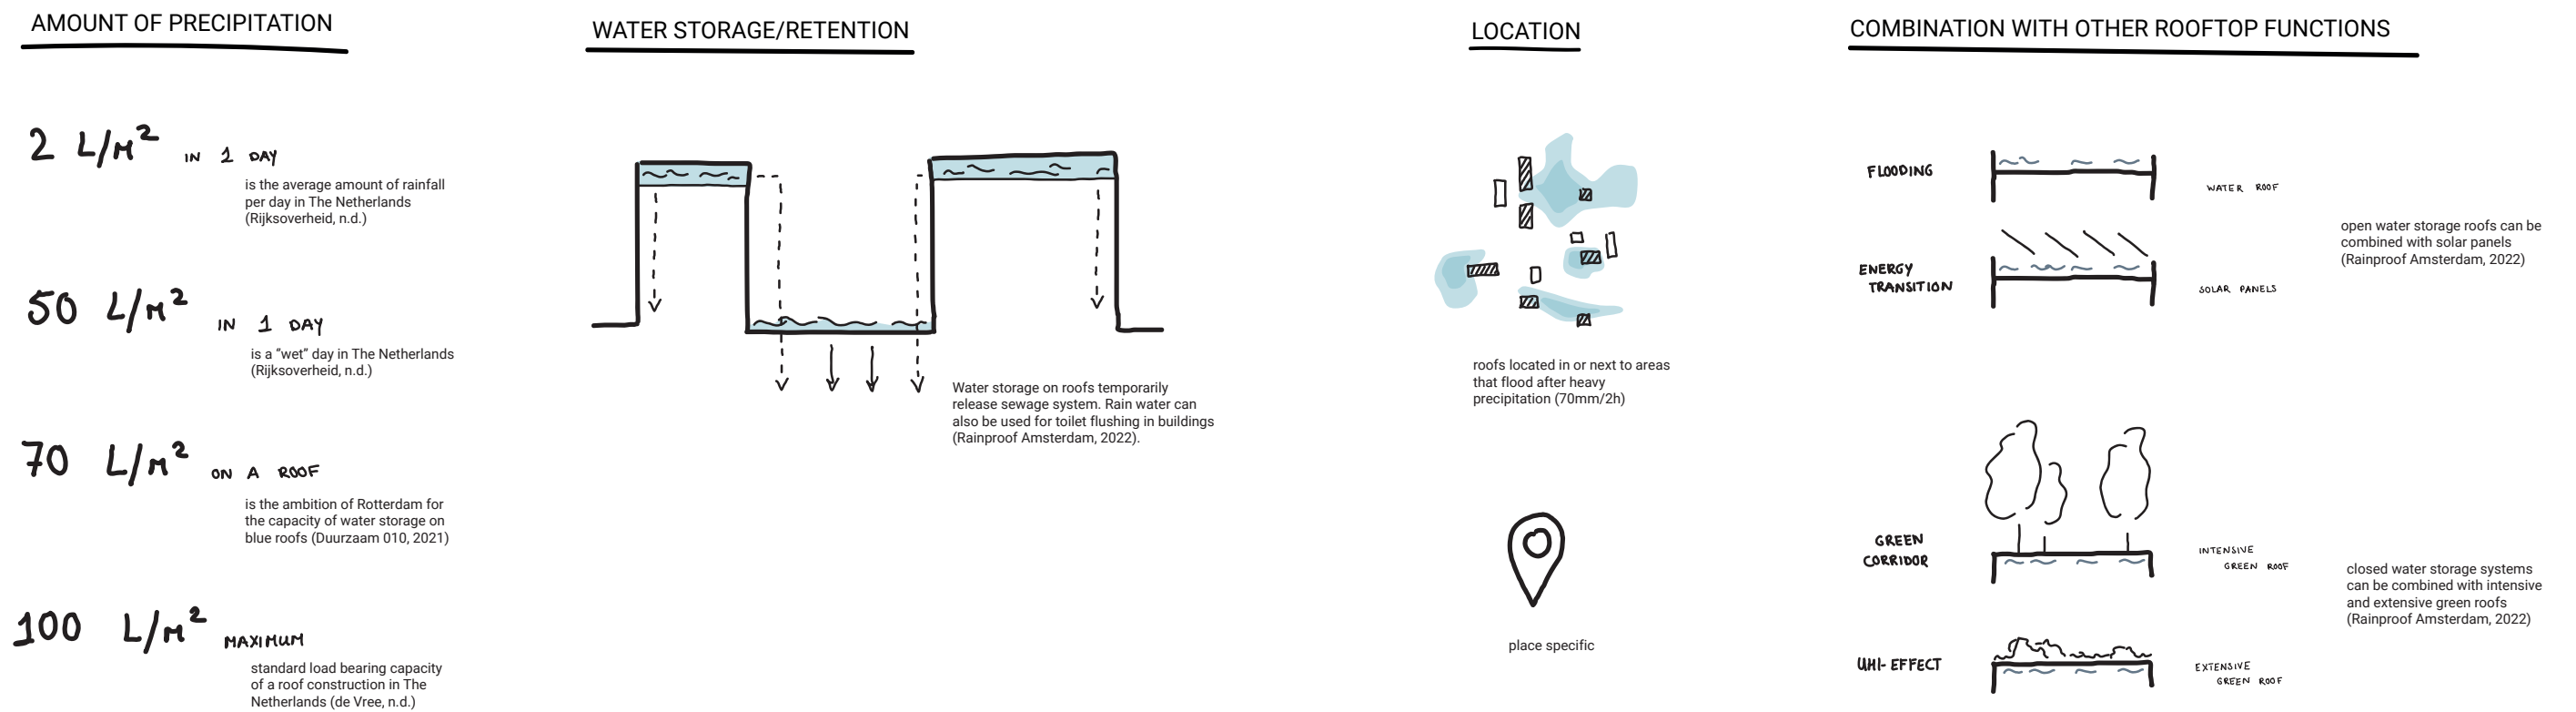 AMOUNT OF PRECIPITATION
2 L/M² IN 1 DAY
is the average amount of rainfall
per day in The Netherlands
(Rijksoverheid, n.d.)
50 L/M² IN 1 DAY
is a “wet” day in The Netherlands
(Rijksoverheid, n.d.)
70 L/M² ON A ROOF
is the ambition of Rotterdam for
the capacity of water storage on
blue roofs (Duurzaam 010, 2021)
100 L/M² MAXIMUM
standard load bearing capacity
of a roof construction in The
Netherlands (de Vree, n.d.)
WATER STORAGE/RETENTION
Water storage on roofs temporarily
release sewage system. Rain water can
also be used for toilet flushing in buildings
(Rainproof Amsterdam, 2022).
LOCATION
roofs located in or next to areas
that flood after heavy
precipitation (70mm/2h)
place specific
COMBINATION WITH OTHER ROOFTOP FUNCTIONS
FLOODING
WATER ROOF
ENERGY
TRANSITION
SOLAR PANELS
open water storage roofs can be
combined with solar panels
(Rainproof Amsterdam, 2022)
GREEN
CORRIDOR
INTENSIVE
GREEN ROOF
closed water storage systems
can be combined with intensive
and extensive green roofs
(Rainproof Amsterdam, 2022)
UHI-EFFECT
EXTENSIVE
GREEN ROOF